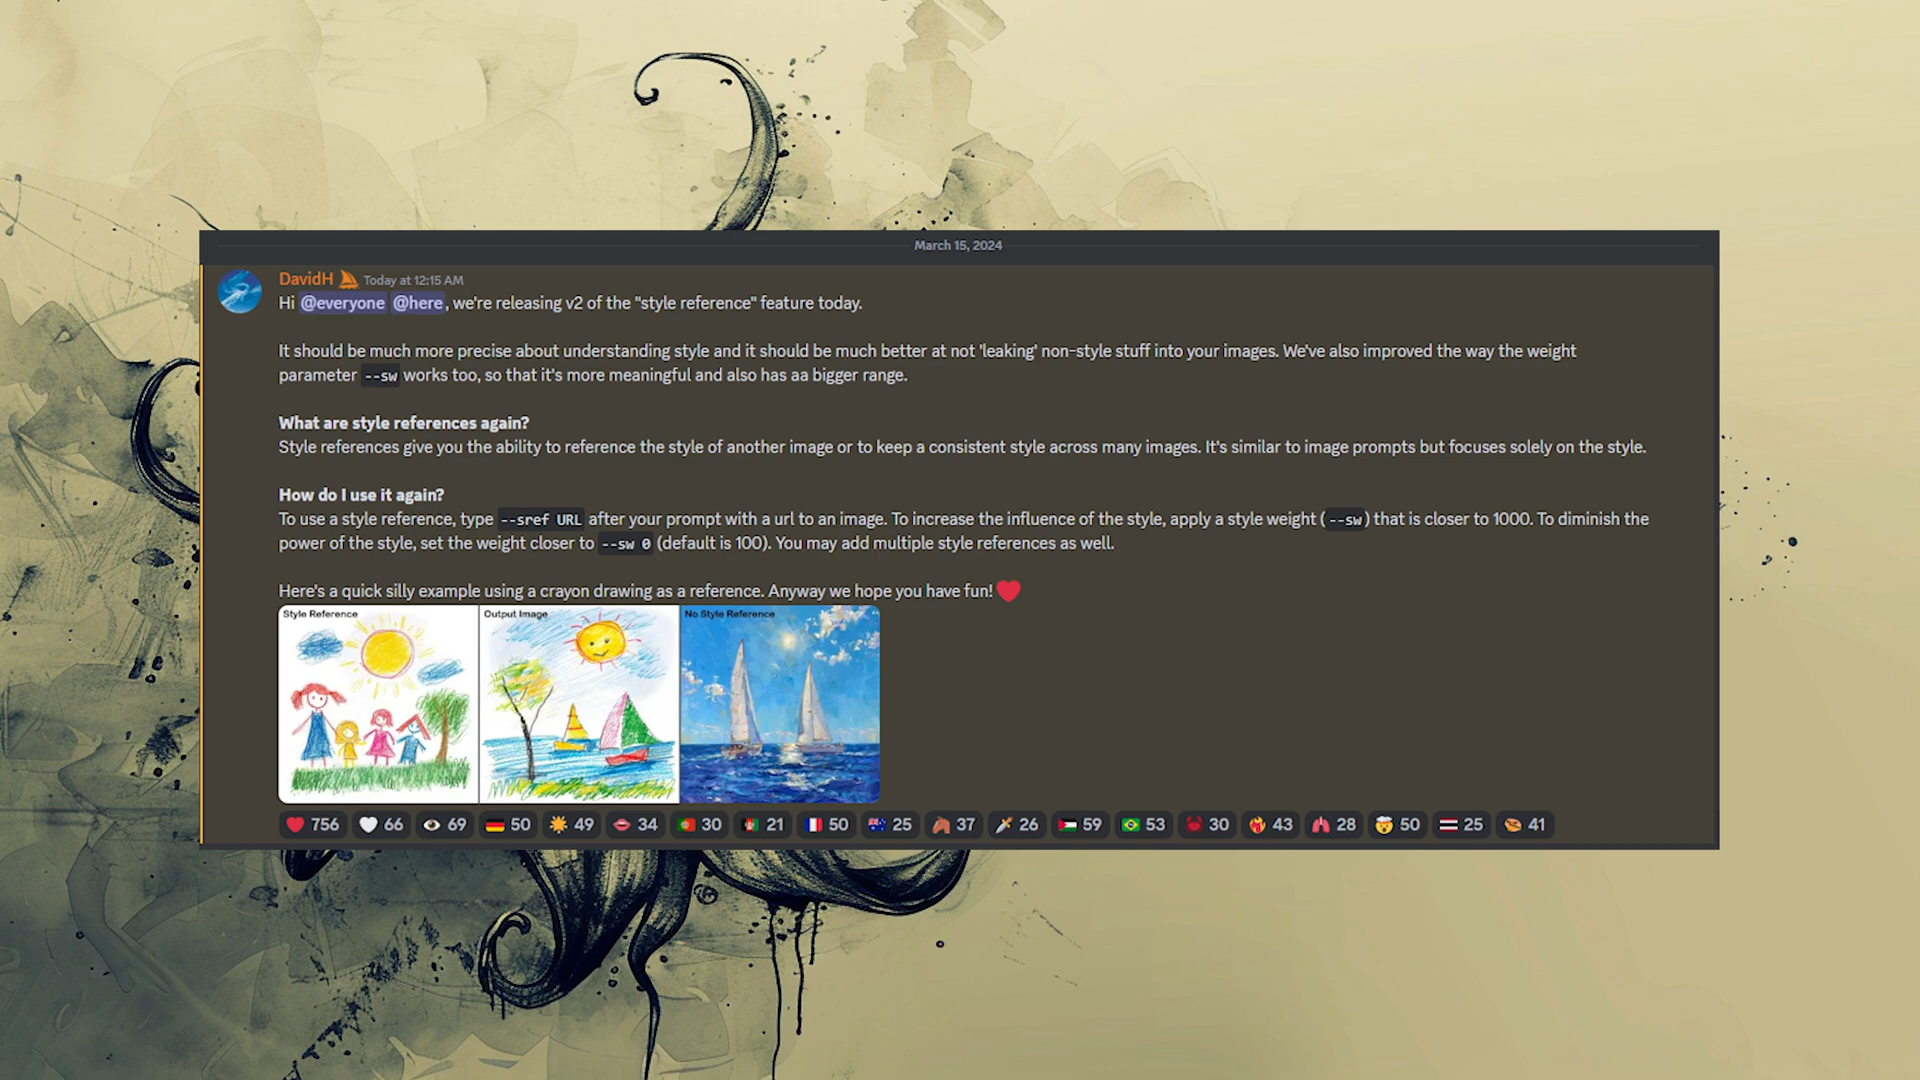 March 15, 2024
DavidH Today at 12:15 AM
Hi @everyone @here, we're releasing v2 of the "style reference" feature today.
It should be much more precise about understanding style and it should be much better at not 'leaking' non-style stuff into your images. We've also improved the way the weight
parameter --sw works too, so that it's more meaningful and also has aa bigger range.
What are style references again?
Style references give you the ability to reference the style of another image or to keep a consistent style across many images. It's similar to image prompts but focuses solely on the style.
How do I use it again?
To use a style reference, type --sref URL after your prompt with a url to an image. To increase the influence of the style, apply a style weight (--sw) that is closer to 1000. To diminish the
power of the style, set the weight closer to --sw 0 (default is 100). You may add multiple style references as well.
Here's a quick silly example using a crayon drawing as a reference. Anyway we hope you have fun! ❤️
Style Reference Output Image No Style Reference
756 66 69 50 49 34 30 21 50 25 37 26 59 53 30 43 28 50 25 41